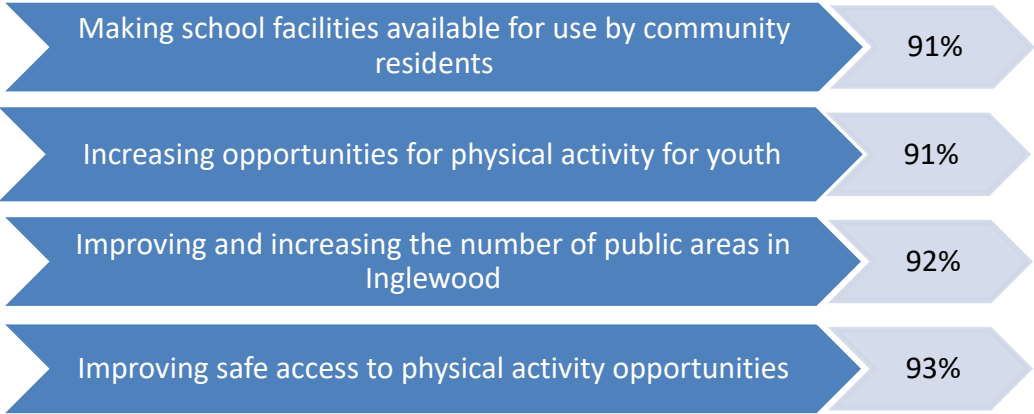 Making school facilities available for use by community
residents
91%
Increasing opportunities for physical activity for youth
91%
Improving and increasing the number of public areas in
Inglewood
92%
Improving safe access to physical activity opportunities
93%